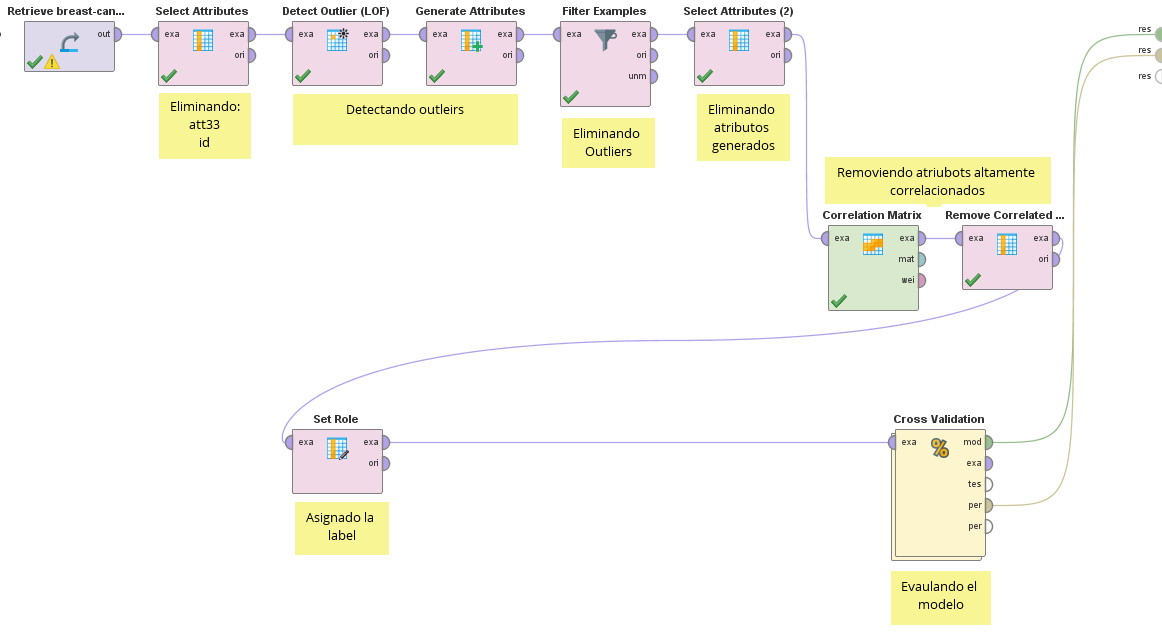 Retrieve breast-can...
out
Select Attributes
exa
exa
ori
Eliminando:
att33
id
Detect Outlier (LOF)
exa
exa
ori
Generate Attributes
exa
exa
ori
Detectando outleirs
Filter Examples
exa
exa
ori
unm
Eliminando
Outliers
Select Attributes (2)
exa
exa
ori
Eliminando
atributos
generados
res
res
res
Removiendo atriubots altamente
correlacionados
Correlation Matrix
exa
exa
mat
wei
Remove Correlated ...
exa
exa
ori
Set Role
exa
exa
ori
Asignado la
label
Cross Validation
exa
mod
exa
tes
per
per
Evaulando el
modelo